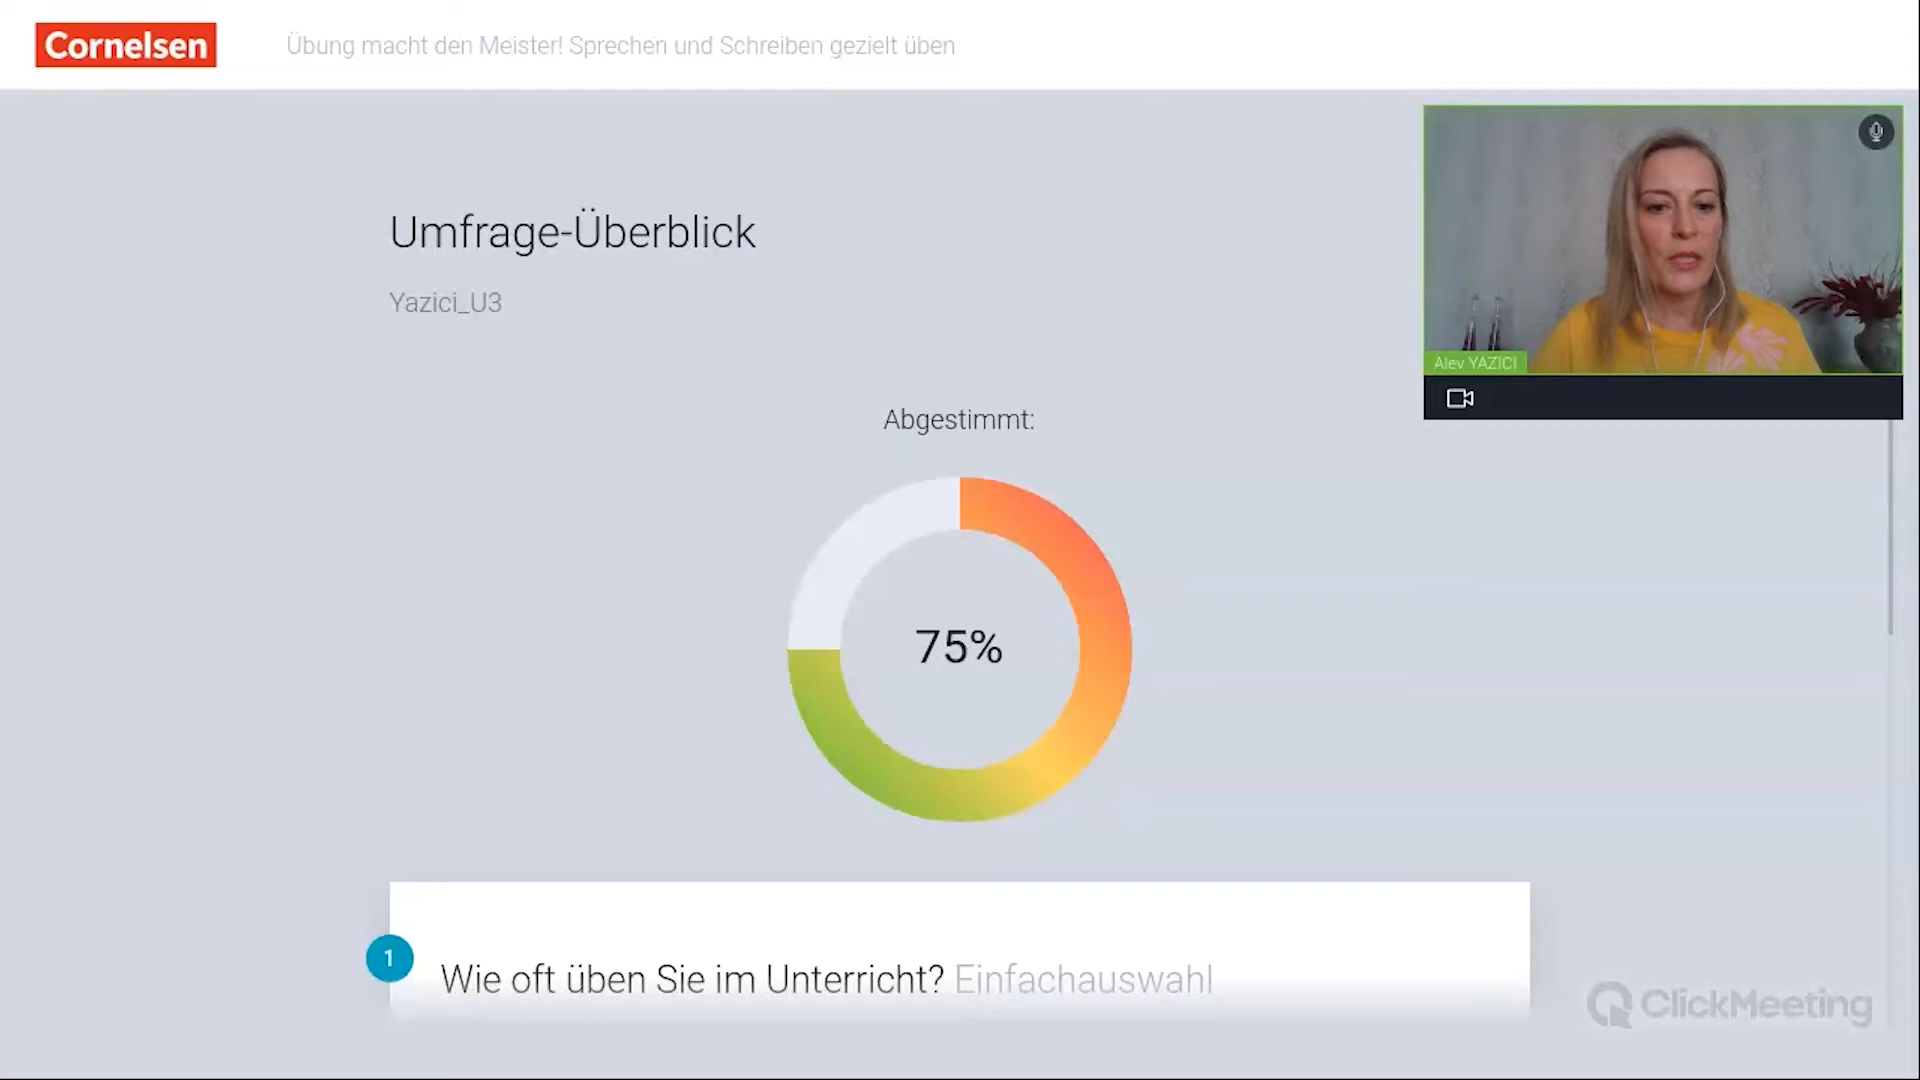 Cornelsen
Übung macht den Meister! Sprechen und Schreiben gezielt üben
Umfrage-Überblick
Yazici_U3
Alev YAZICI
Abgestimmt:
75%
1
Wie oft üben Sie im Unterricht? Einfachauswahl
ClickMeeting